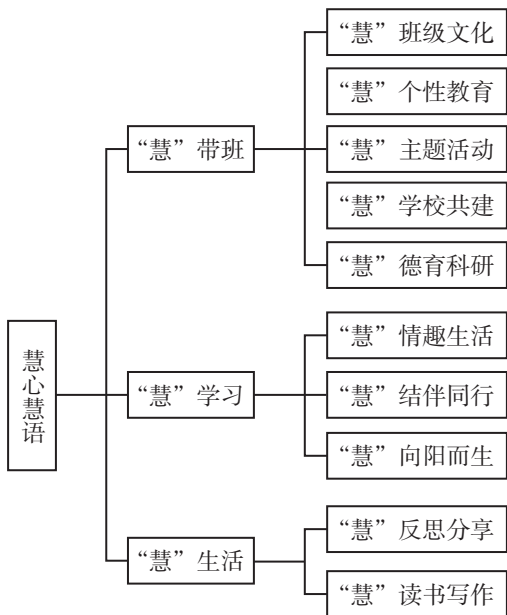 慧心慧语
“慧”带班
“慧”班级文化
“慧”个性教育
“慧”主题活动
“慧”学校共建
“慧”德育科研
“慧”学习
“慧”情趣生活
“慧”结伴同行
“慧”向阳而生
“慧”生活
“慧”反思分享
“慧”读书写作